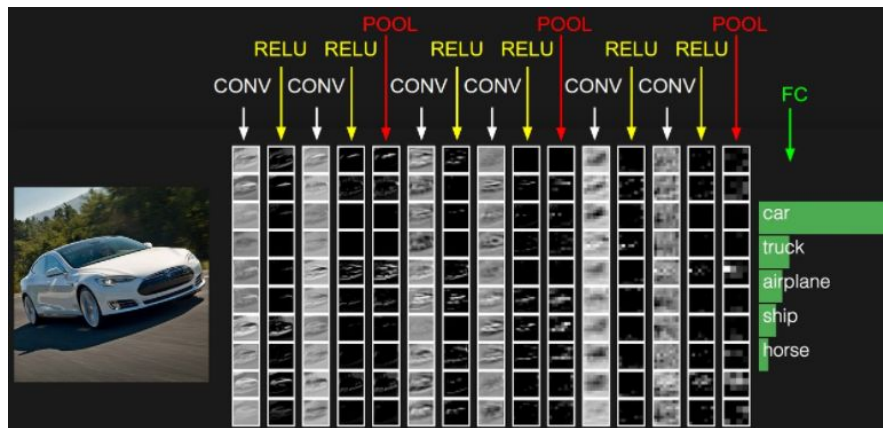 POOL POOL POOL
RELU RELU RELU RELU RELU RELU
CONV CONV CONV CONV CONV CONV
FC
car
truck
airplane
ship
horse